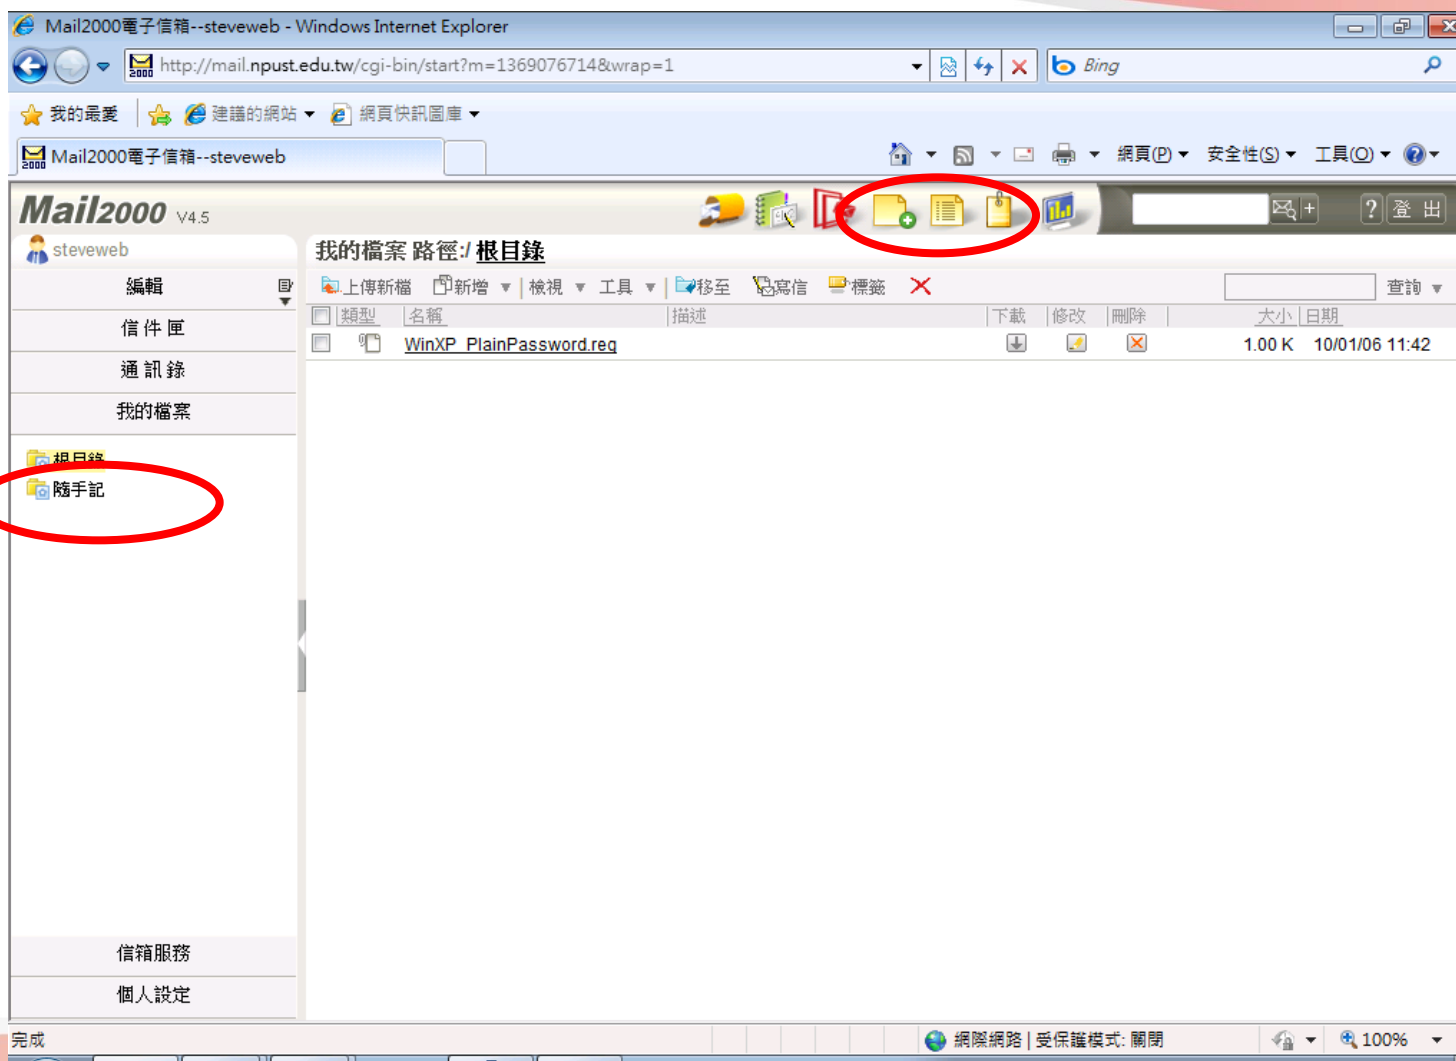 Mail2000電子信箱--steveweb - Windows Internet Explorer
http://mail.npust.edu.tw/cgi-bin/start?m=1369076714&wrap=1
Bing
我的最愛 建議的網站 網頁快訊圖庫
Mail2000電子信箱--steveweb
網頁(P) 安全性(S) 工具(O)
Mail2000 V4.5
? 登 出
steveweb
我的檔案 路徑:/ 根目錄
編輯
上傳新檔 新增 檢視 工具 移至 寫信 標籤
查詢
類型 名稱 描述 下載 修改 刪除 大小 日期
信件匣
WinXP_PlainPassword.reg 1.00 K 10/01/06 11:42
通訊錄
我的檔案
根目錄
隨手記
信箱服務
個人設定
完成
網際網路 | 受保護模式: 關閉
100%